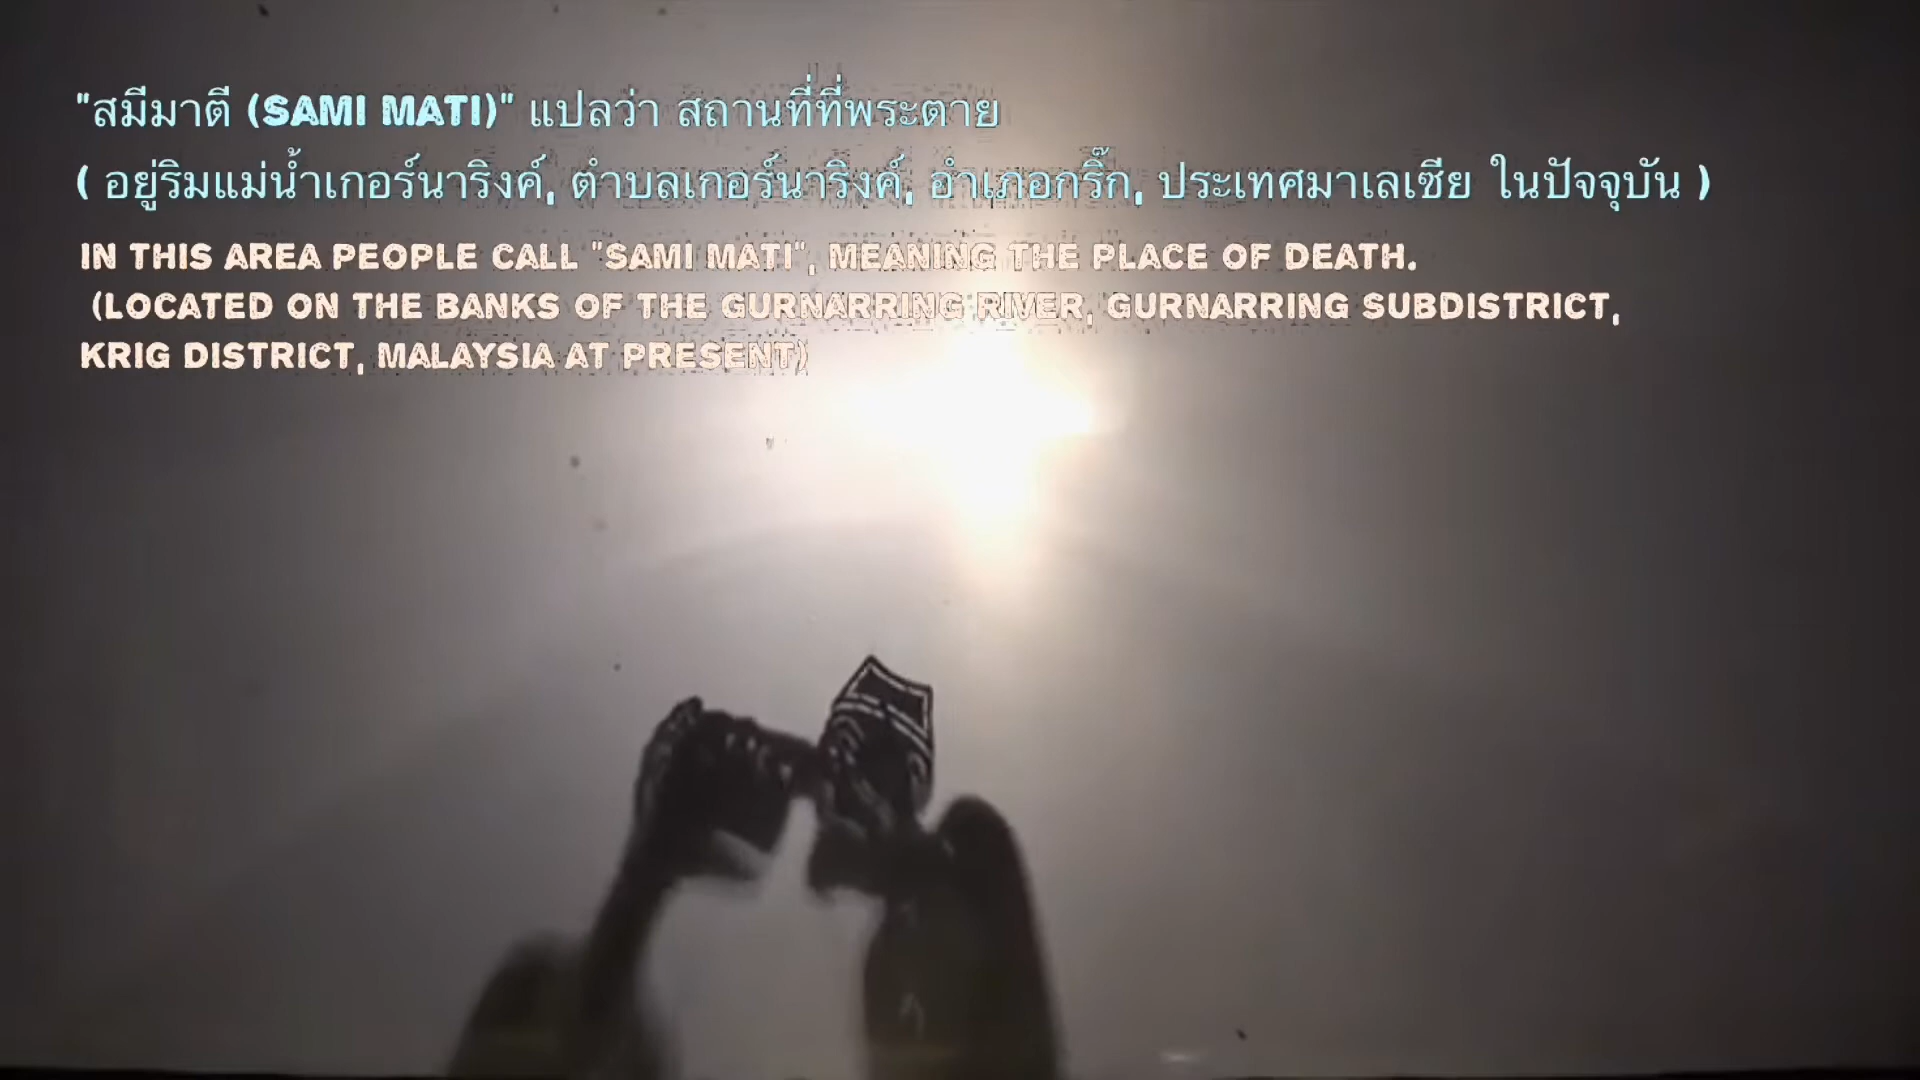 "สมีมาตี (SAMI MATI)" แปลว่า สถานที่ที่พระตาย
( อยู่ริมแม่น้ำเกอร์นาริงค์, ตำบลเกอร์นาริงค์, อำเภอกริ๊ก, ประเทศมาเลเซีย ในปัจจุบัน )
IN THIS AREA PEOPLE CALL "SAMI MATI", MEANING THE PLACE OF DEATH.
(LOCATED ON THE BANKS OF THE GURNARRING RIVER, GURNARRING SUBDISTRICT,
KRIG DISTRICT, MALAYSIA AT PRESENT)